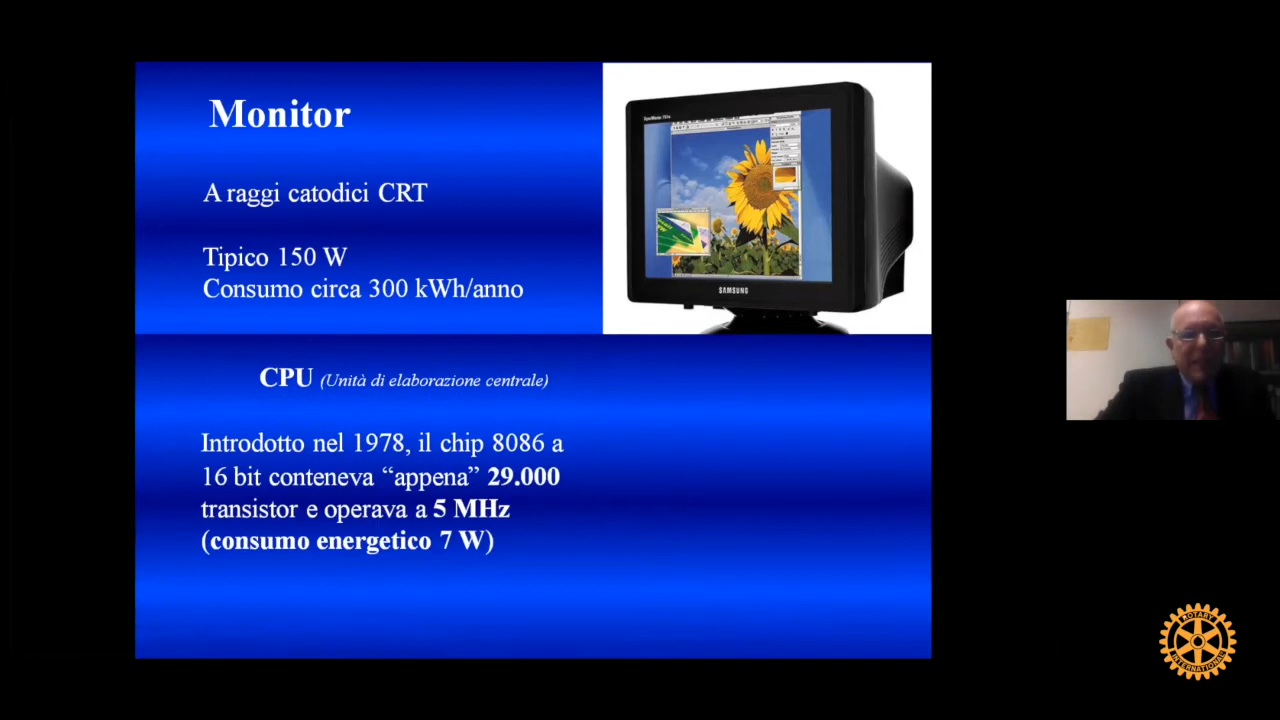 Monitor
A raggi catodici CRT
Tipico 150 W
Consumo circa 300 kWh/anno
SAMSUNG
CPU (Unità di elaborazione centrale)
Introdotto nel 1978, il chip 8086 a
16 bit conteneva “appena” 29.000
transistor e operava a 5 MHz
(consumo energetico 7 W)
ROTARY
INTERNATIONAL